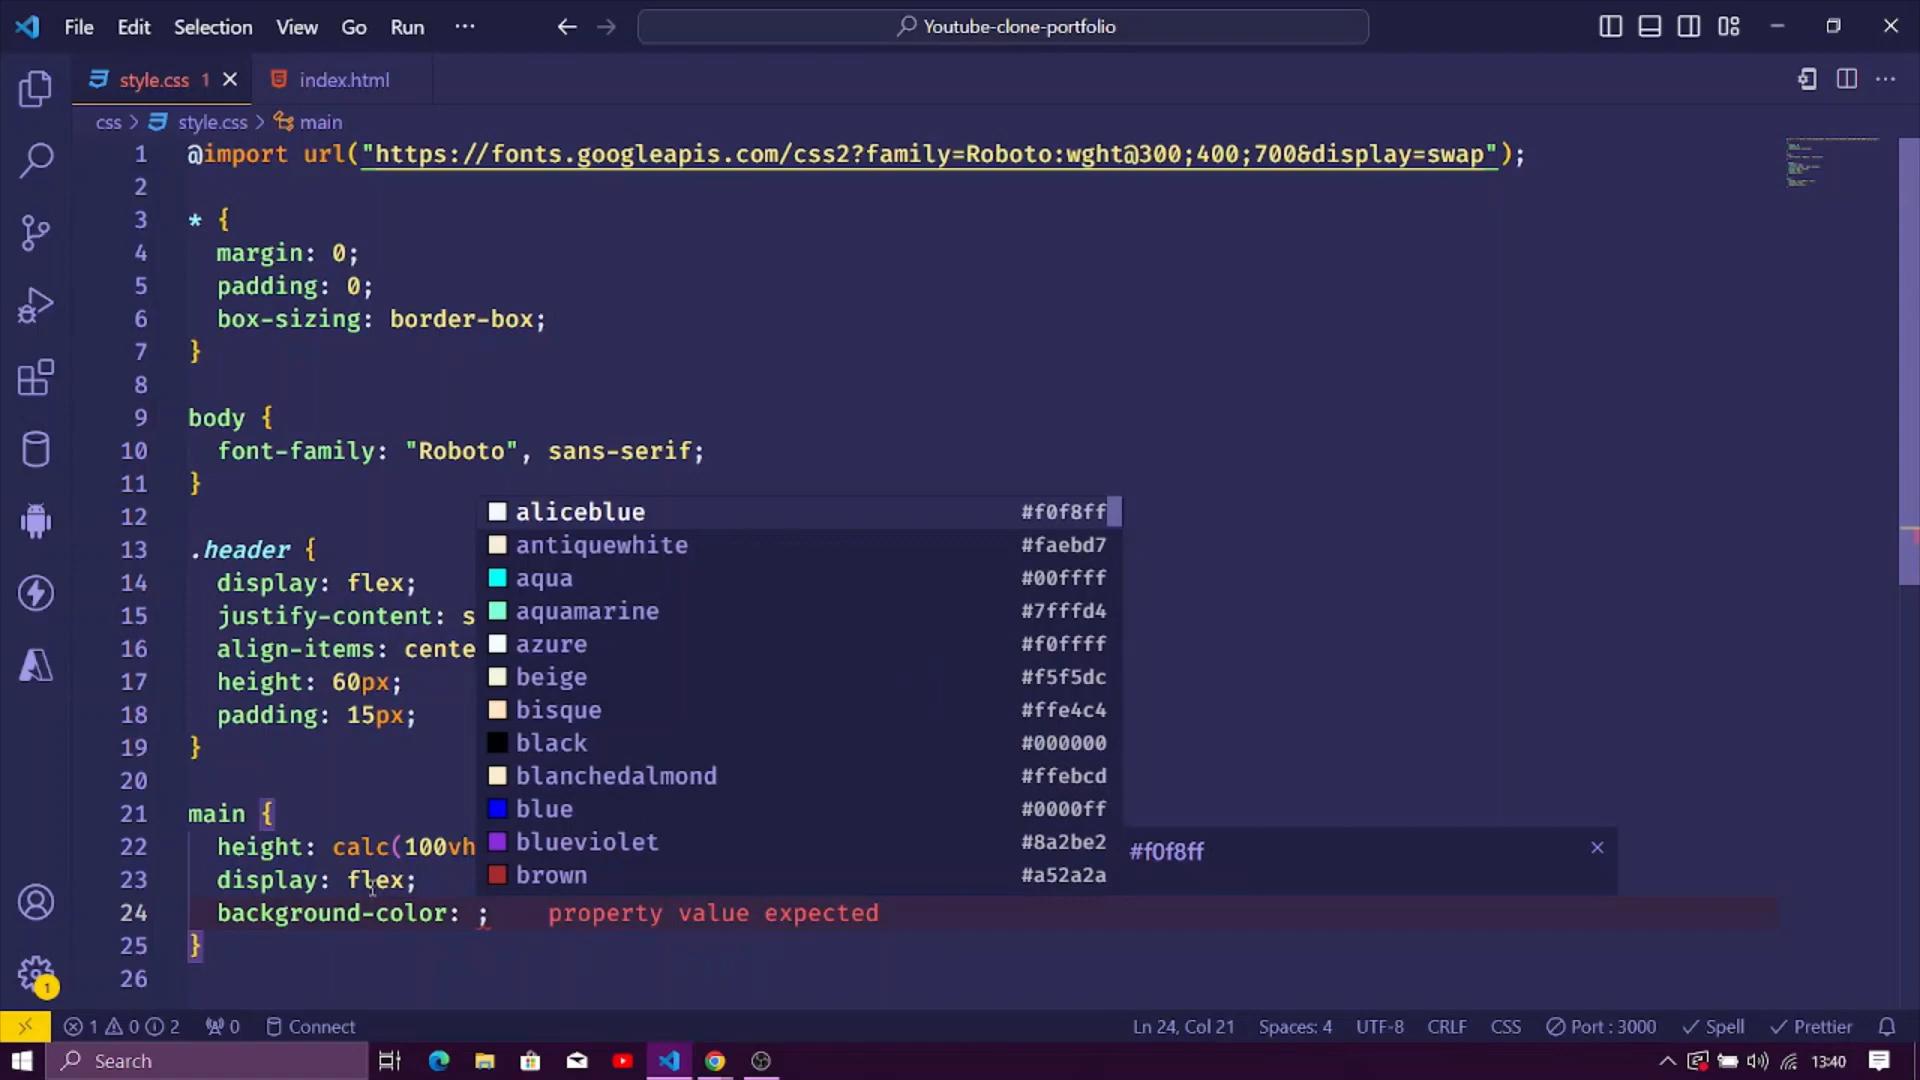 File Edit Selection View Go Run ···
Youtube-clone-portfolio
style.css 1
index.html
css > style.css > main
1 @import url("https://fonts.googleapis.com/css2?family=Roboto:wght@300;400;700&display=swap");
2
3 * {
4 margin: 0;
5 padding: 0;
6 box-sizing: border-box;
7 }
8
9 body {
10 font-family: "Roboto", sans-serif;
11 }
12
aliceblue #f0f8ff
13 .header {
antiquewhite #faebd7
14 display: flex;
aqua #00ffff
15 justify-content: s
aquamarine #7fffd4
16 align-items: cente
azure #f0ffff
17 height: 60px;
beige #f5f5dc
18 padding: 15px;
bisque #ffe4c4
19 }
black #000000
20
blanchedalmond #ffebcd
21 main {
blue #0000ff
22 height: calc(100vh
blueviolet #8a2be2
#f0f8ff
23 display: flex;
brown #a52a2a
24 background-color: ; property value expected
25 }
26
1
1 0 2 0 Connect
Ln 24, Col 21 Spaces: 4 UTF-8 CRLF CSS Port : 3000 Spell Prettier
Search
13:40